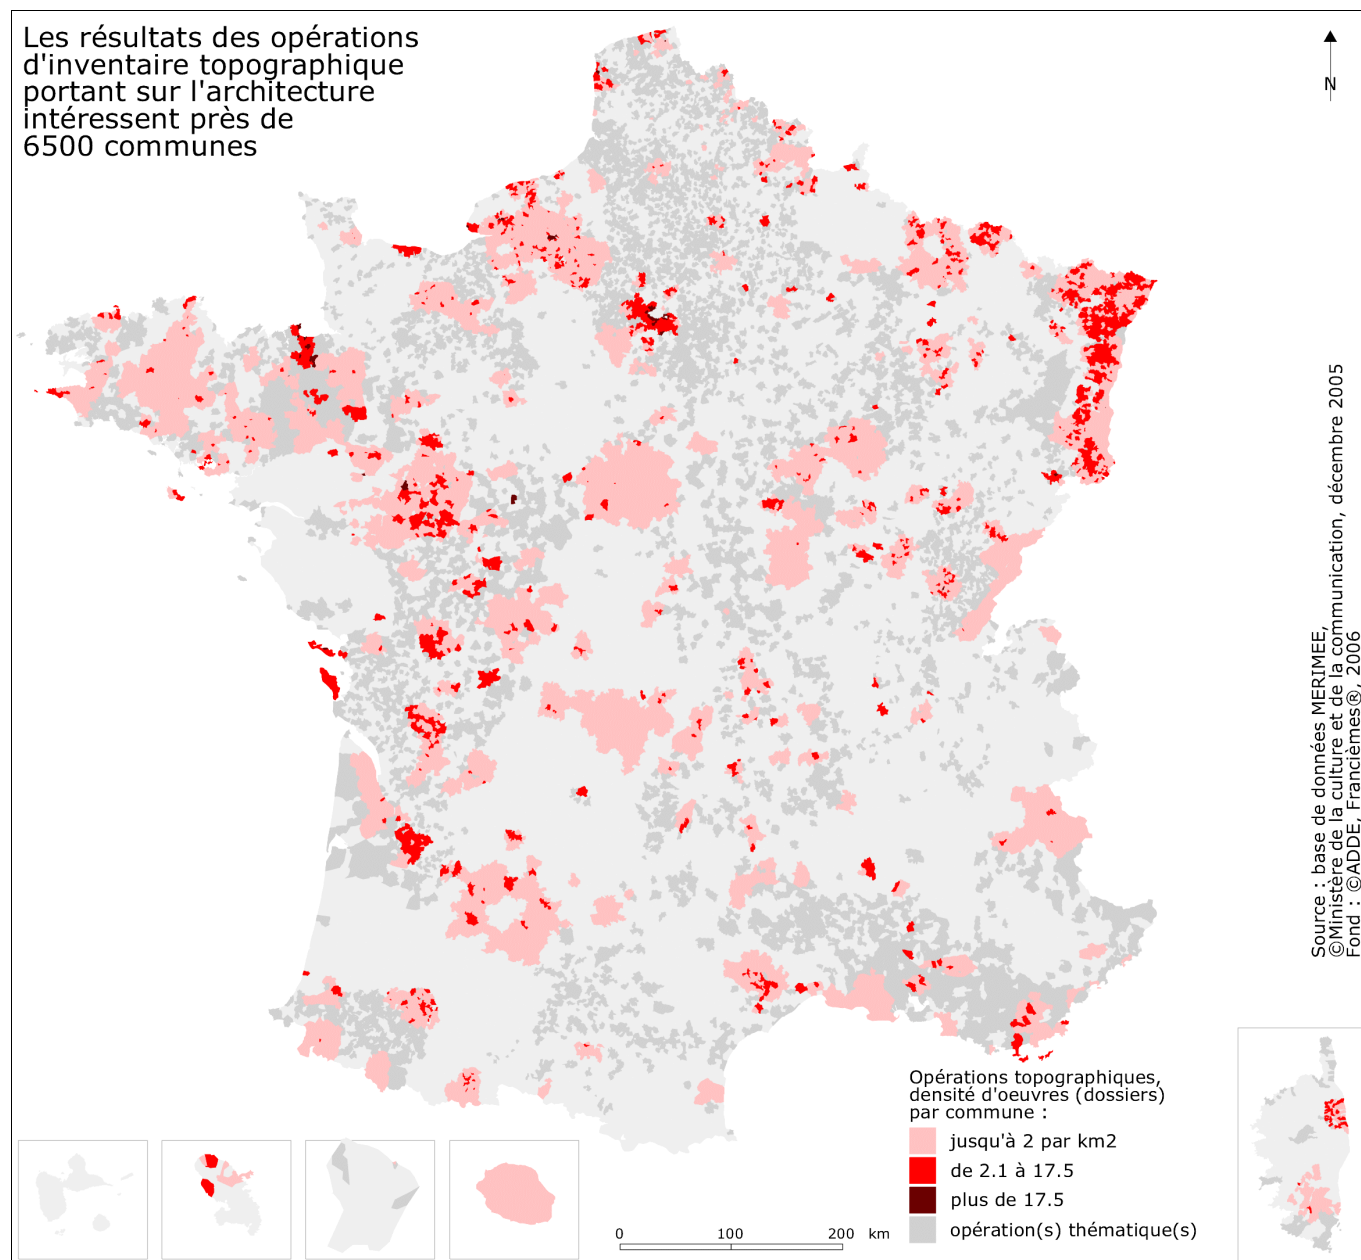 Les résultats des opérations
d'inventaire topographique
portant sur l'architecture
intéressent près de
6500 communes
N
Source : base de données MERIMEE,
©Ministère de la culture et de la communication, décembre 2005
Fond : ©ADDE, Francièmes®, 2006
Opérations topographiques,
densité d'oeuvres (dossiers)
par commune :
jusqu'à 2 par km2
de 2.1 à 17.5
plus de 17.5
opération(s) thématique(s)
0 100 200 km